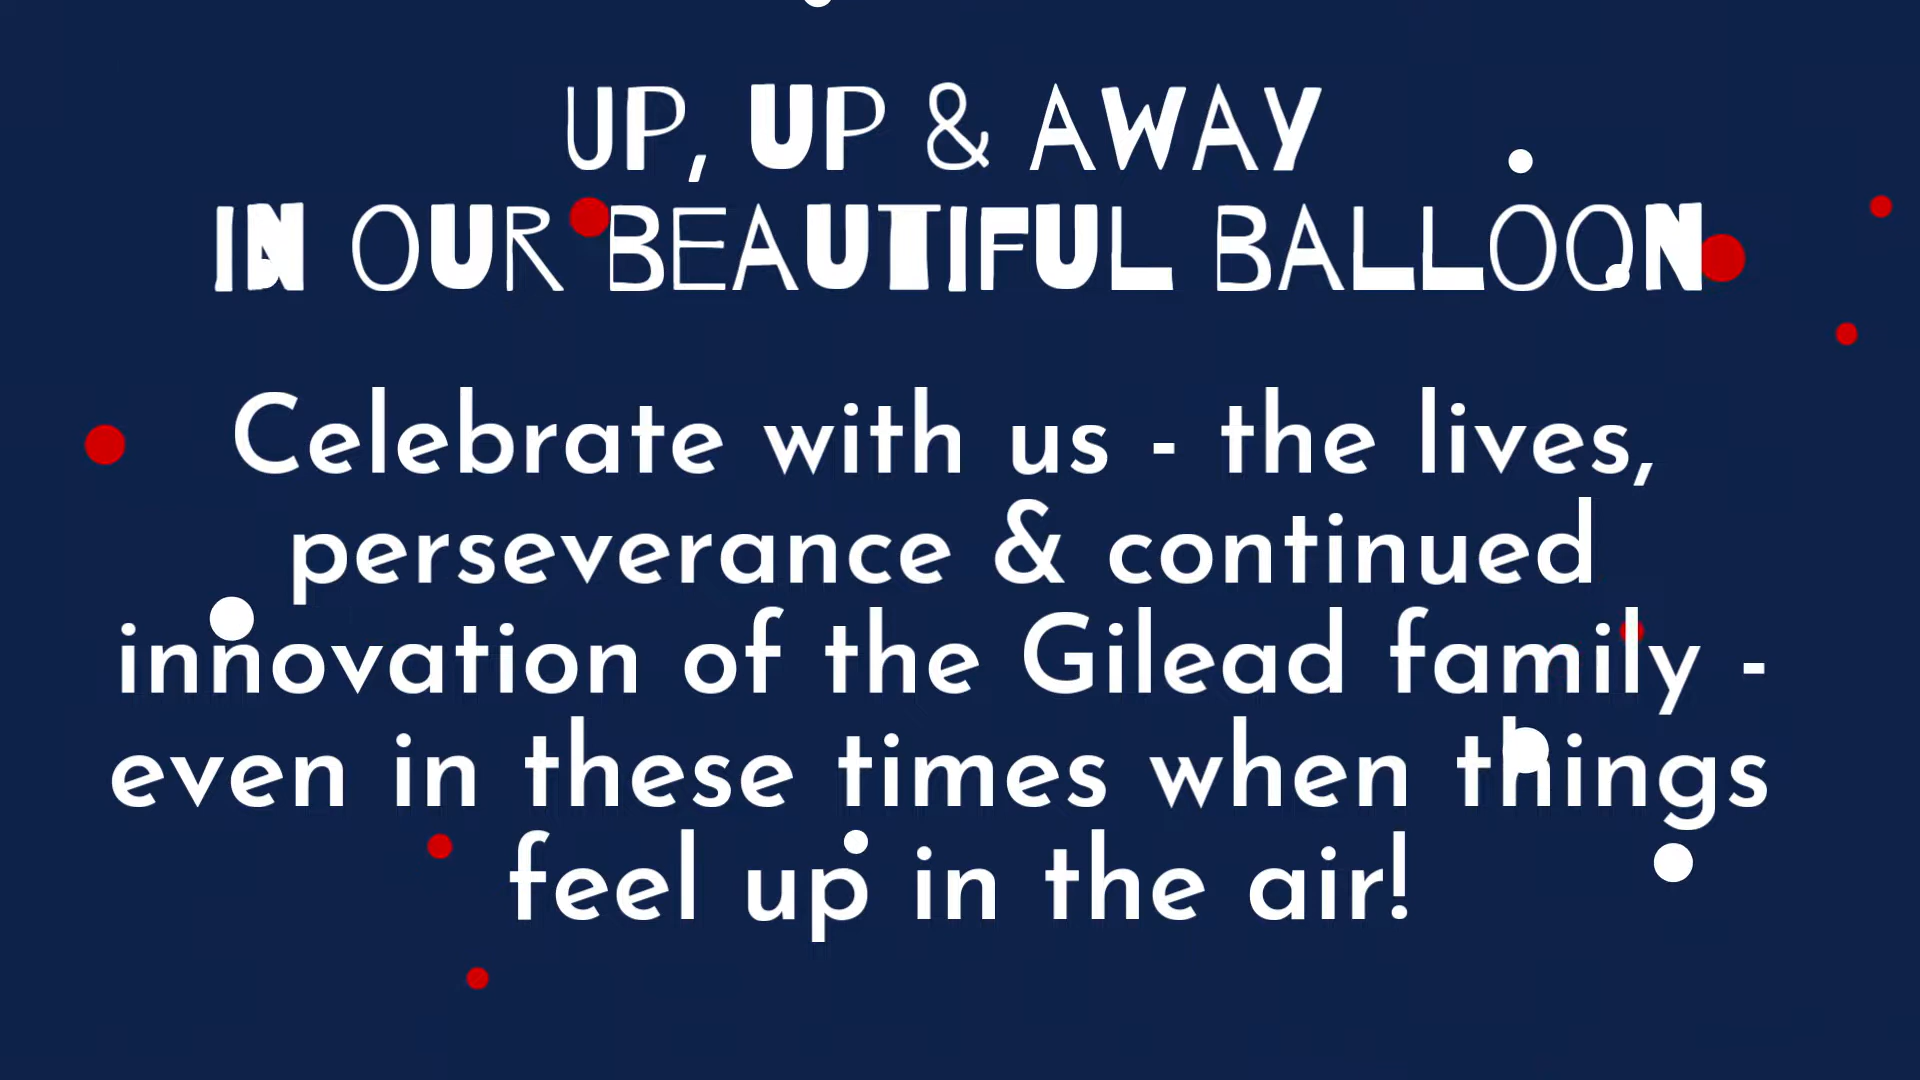 UP, UP & AWAY
IN OUR BEAUTIFUL BALLOON
Celebrate with us - the lives,
perseverance & continued
innovation of the Gilead family -
even in these times when things
feel up in the air!